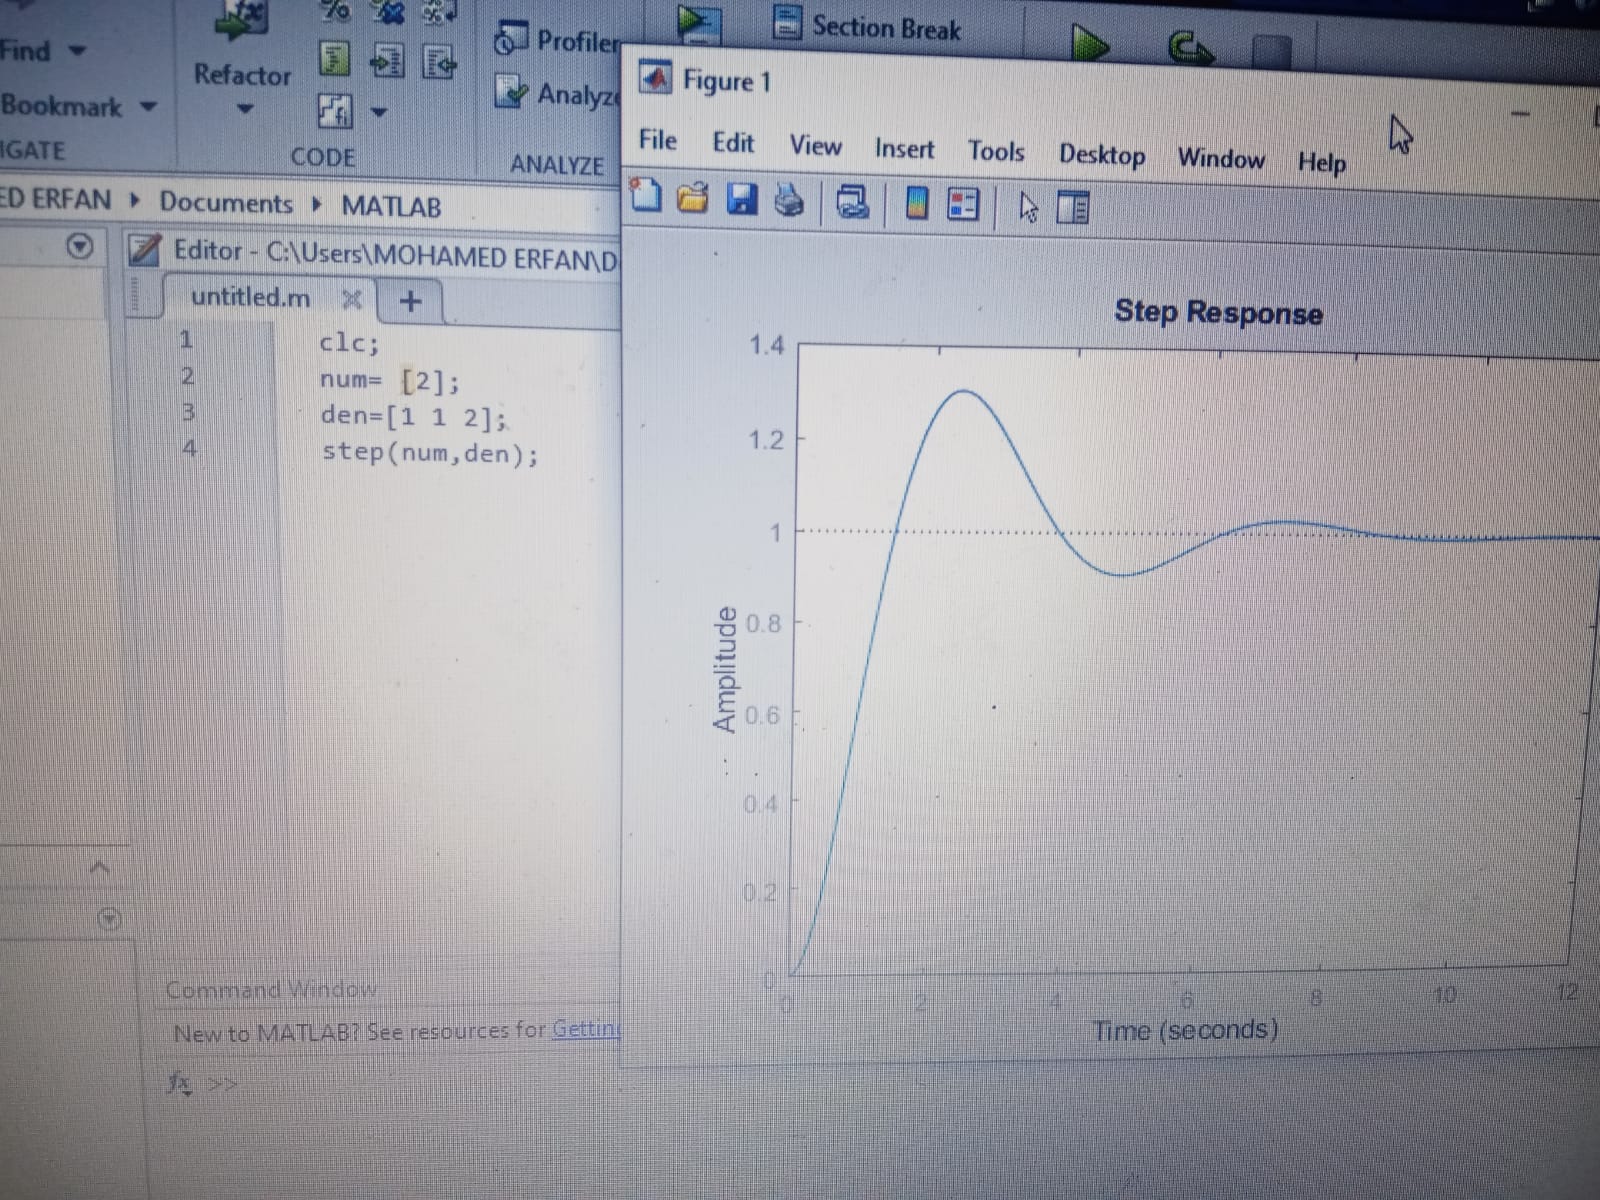 Find
Bookmark
Refactor
IGATE
CODE
Profiler
Analyze
ANALYZE
Section Break
ED ERFAN ▸ Documents ▸ MATLAB
Editor - C:\Users\MOHAMED ERFAN\D
untitled.m
1 clc;
2 num= [2];
3 den=[1 1 2];
4 step(num,den);
Command Window
New to MATLAB? See resources for Gettin
fx >>
Figure 1
File Edit View Insert Tools Desktop Window Help
Step Response
1.4
1.2
1
0.8
0.6
0.4
0.2
0
Amplitude
0 2 4 6 8 10 12
Time (seconds)